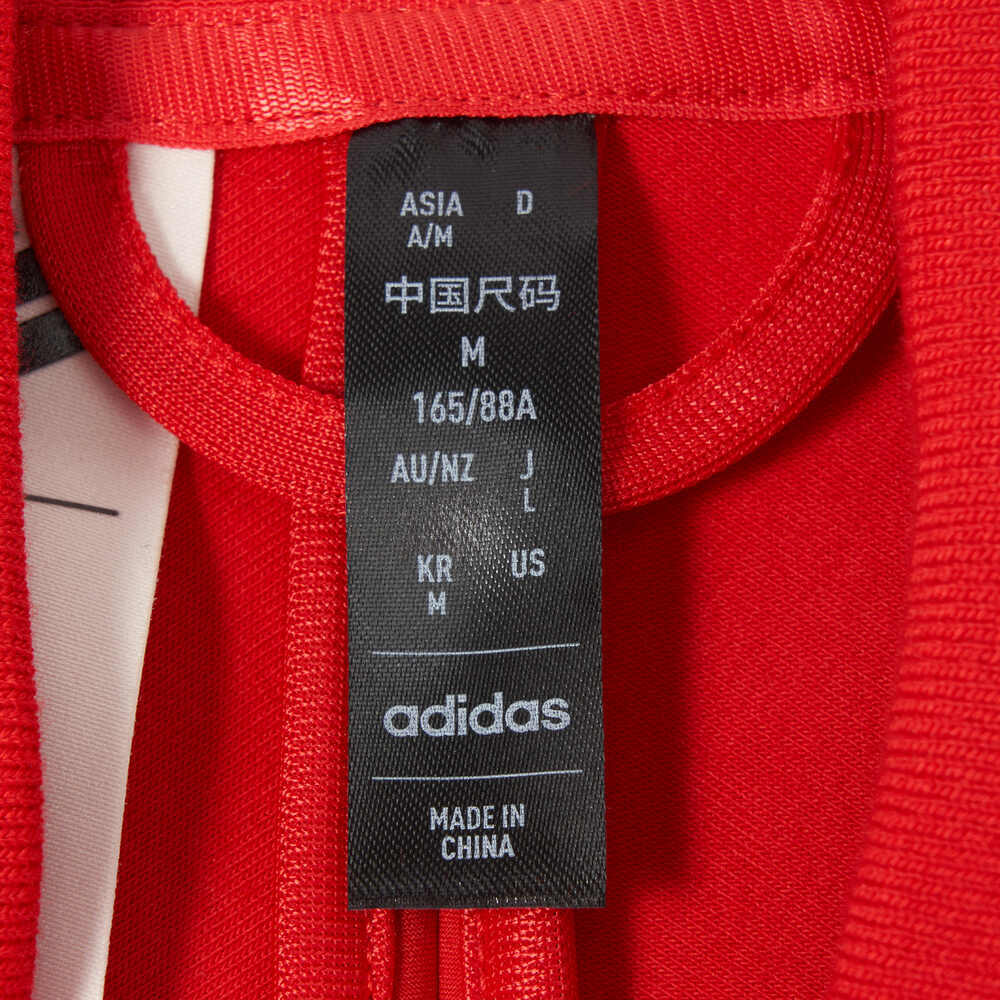 ASIA D
A/M
中国尺码
M
165/88A
AU/NZ J
L
KR US
M
adidas
MADE IN
CHINA